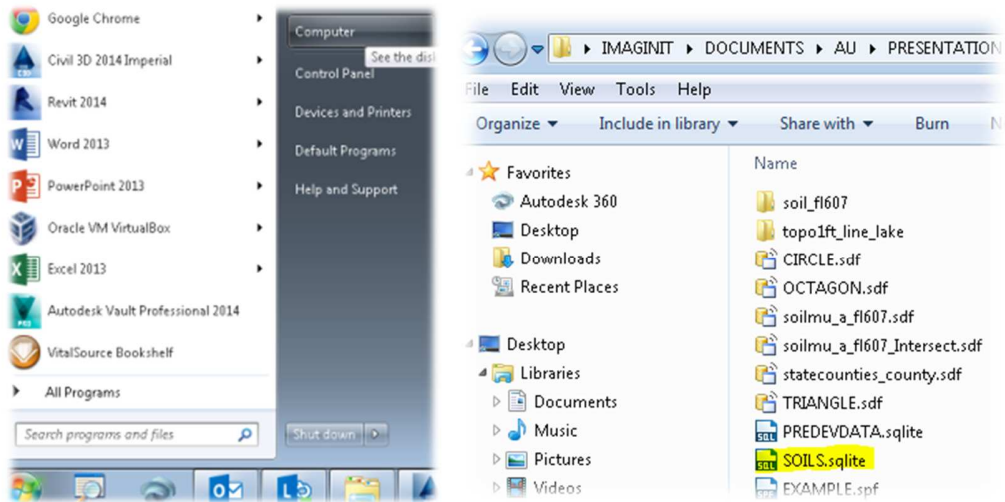 Google Chrome
Civil 3D 2014 Imperial
Revit 2014
Word 2013
PowerPoint 2013
Oracle VM VirtualBox
Excel 2013
Autodesk Vault Professional 2014
VitalSource Bookshelf
All Programs
Search programs and files
Computer
See the disk
Control Panel
Devices and Printers
Default Programs
Help and Support
Shut down
IMAGINIT DOCUMENTS AU PRESENTATION
File Edit View Tools Help
Organize Include in library Share with Burn N
Favorites
Autodesk 360
Desktop
Downloads
Recent Places
Desktop
Libraries
Documents
Music
Pictures
Videos
Name
soil_fl607
topo1ft_line_lake
CIRCLE.sdf
OCTAGON.sdf
soilmu_a_fl607.sdf
soilmu_a_fl607_Intersect.sdf
statecounties_county.sdf
TRIANGLE.sdf
PREDEVDATA.sqlite
SOILS.sqlite
EXAMPLE.spf